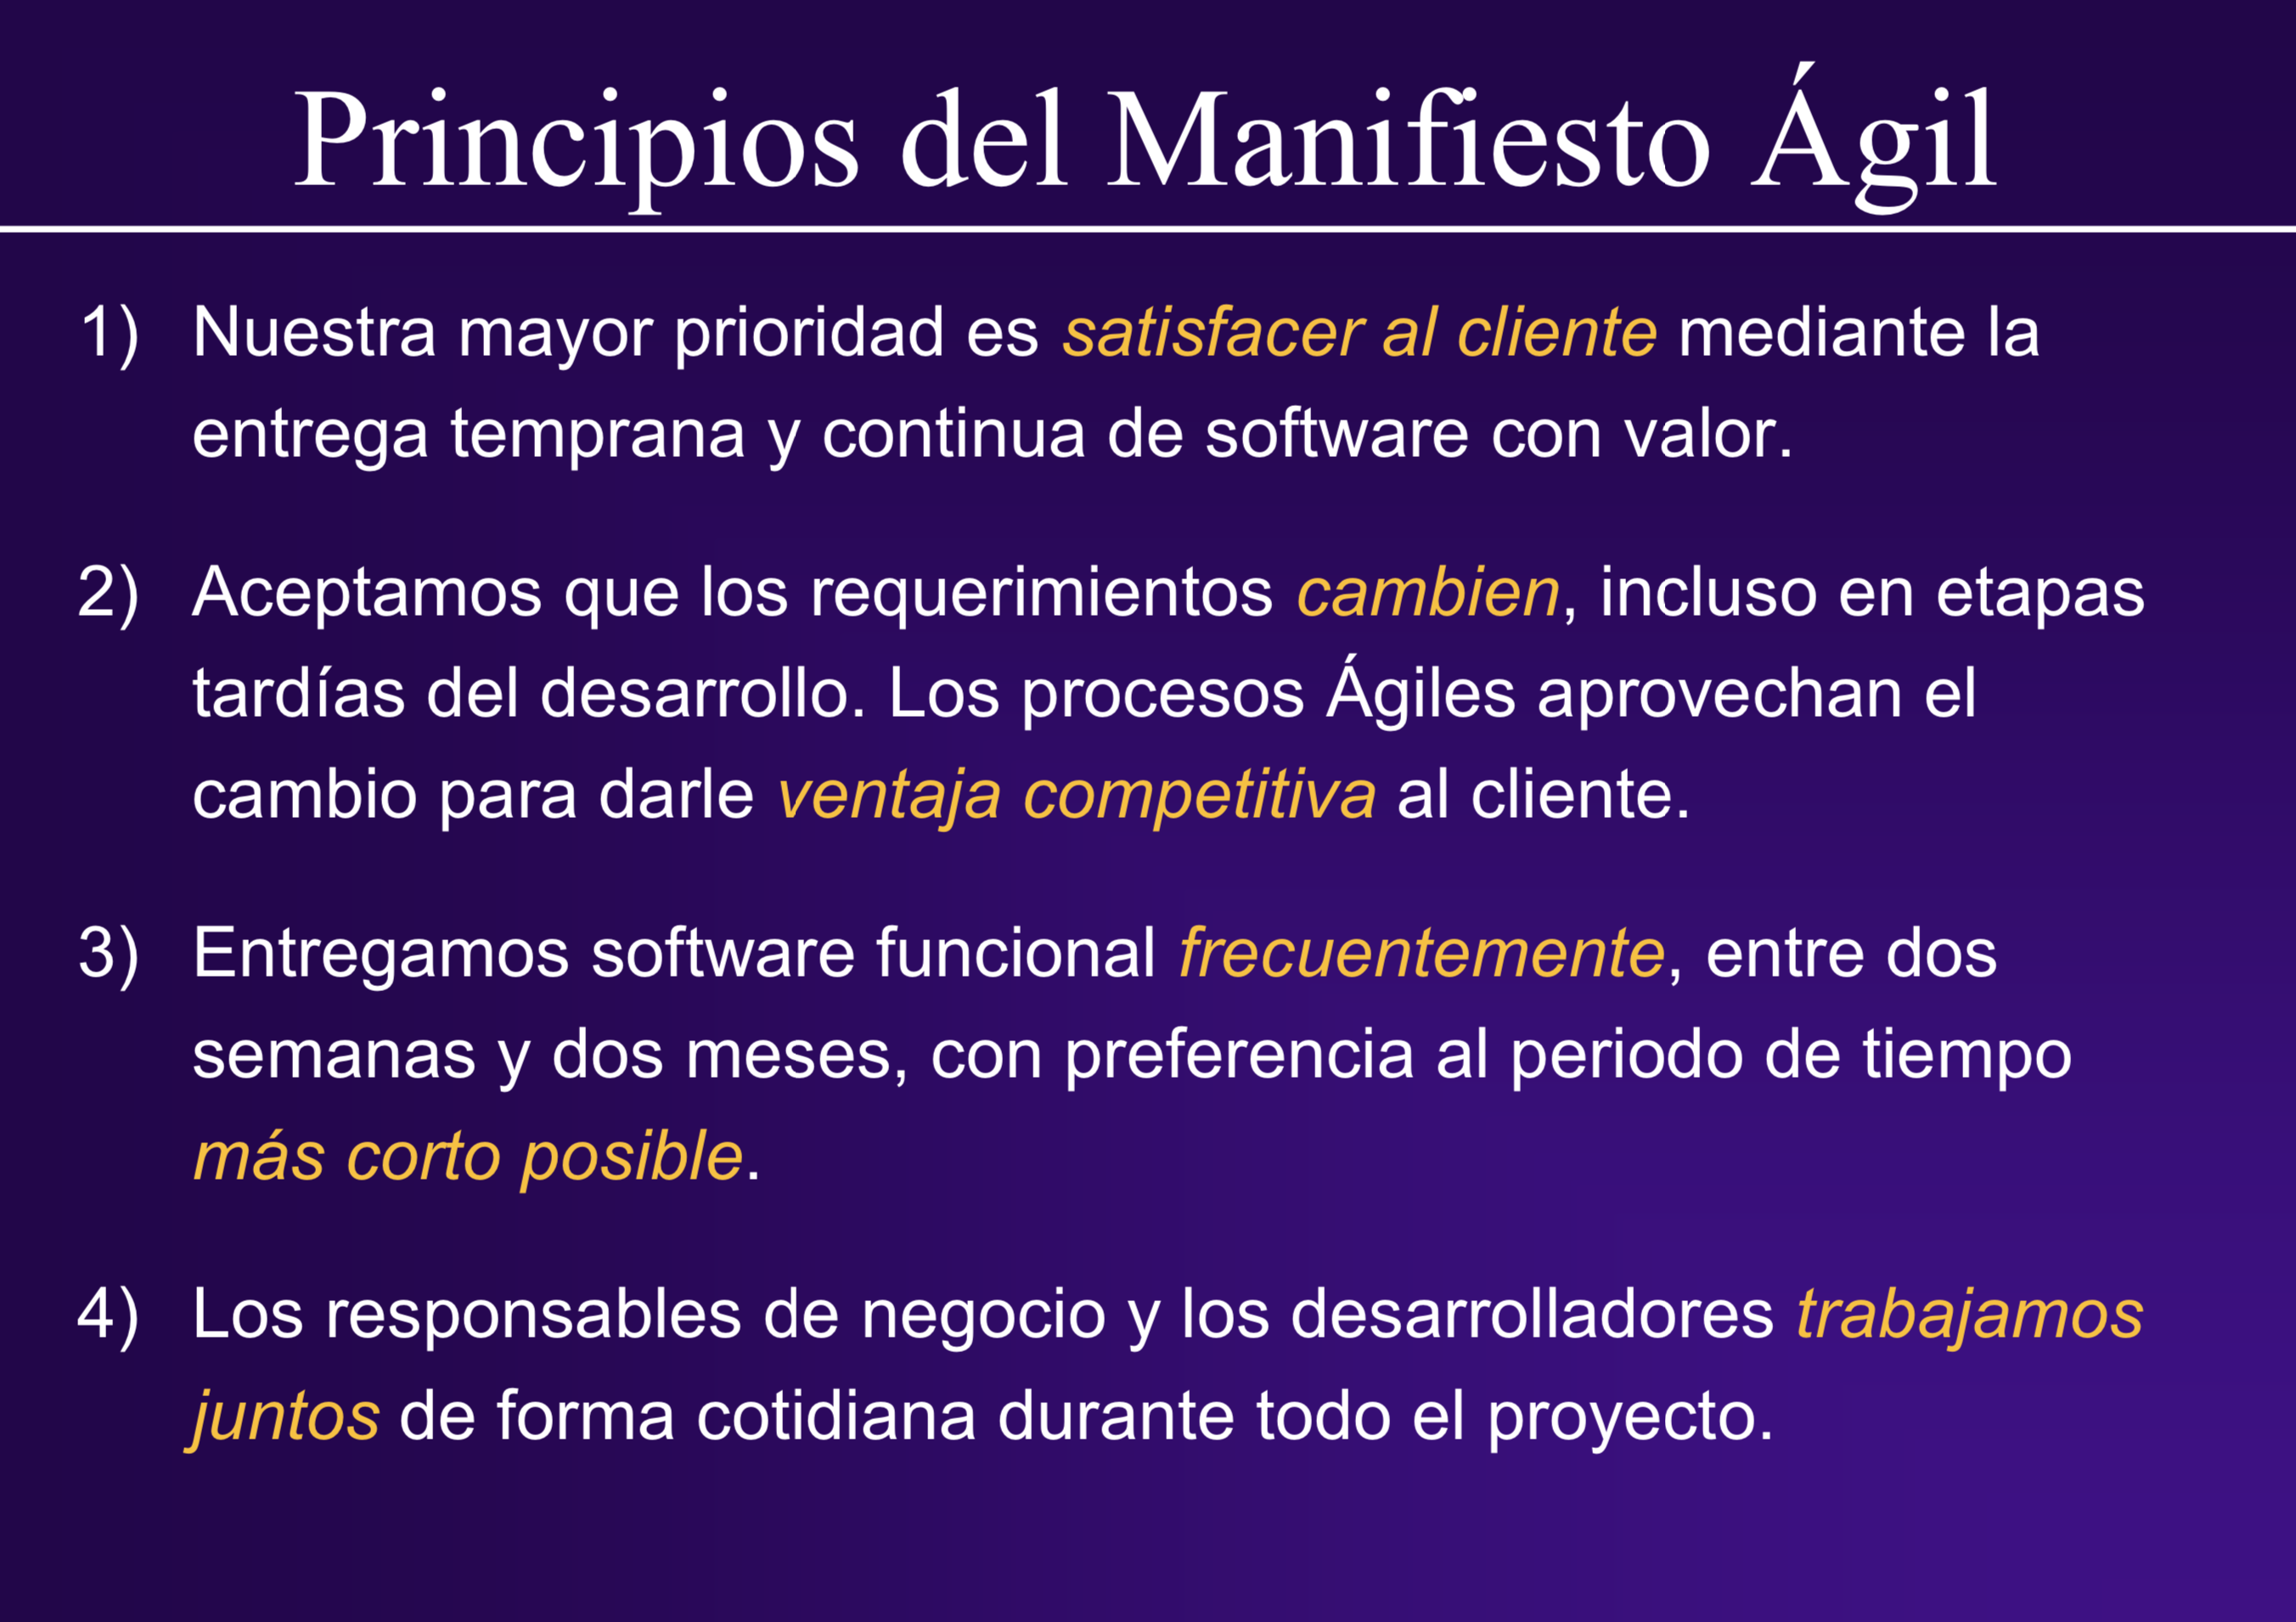 Principios del Manifiesto Ágil
1) Nuestra mayor prioridad es satisfacer al cliente mediante la
entrega temprana y continua de software con valor.
2) Aceptamos que los requerimientos cambien, incluso en etapas
tardías del desarrollo. Los procesos Ágiles aprovechan el
cambio para darle ventaja competitiva al cliente.
3) Entregamos software funcional frecuentemente, entre dos
semanas y dos meses, con preferencia al periodo de tiempo
más corto posible.
4) Los responsables de negocio y los desarrolladores trabajamos
juntos de forma cotidiana durante todo el proyecto.